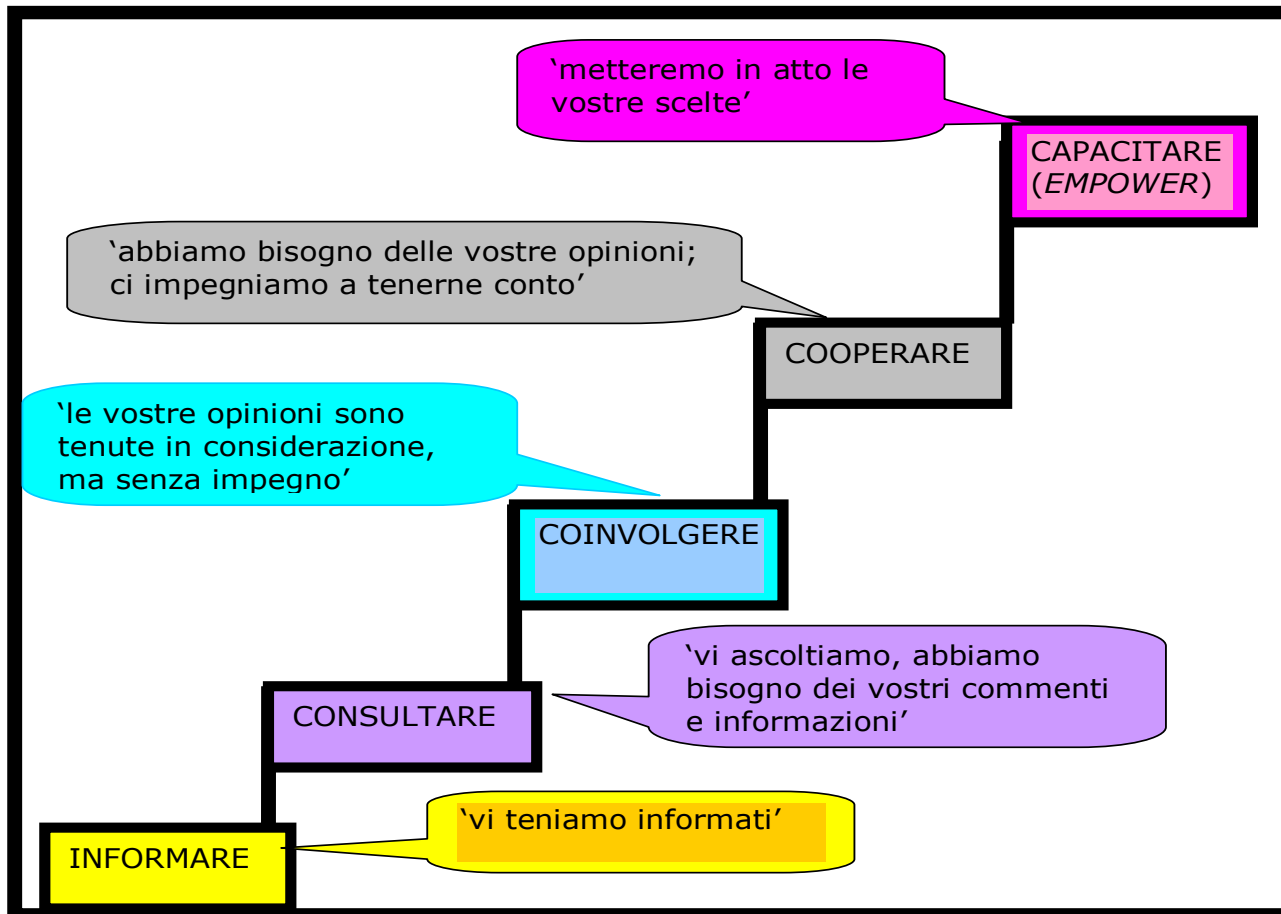 ‘metteremo in atto le
vostre scelte’
CAPACITARE
(EMPOWER)
‘abbiamo bisogno delle vostre opinioni;
ci impegniamo a tenerne conto’
COOPERARE
‘le vostre opinioni sono
tenute in considerazione,
ma senza impegno’
COINVOLGERE
‘vi ascoltiamo, abbiamo
bisogno dei vostri commenti
e informazioni’
CONSULTARE
‘vi teniamo informati’
INFORMARE